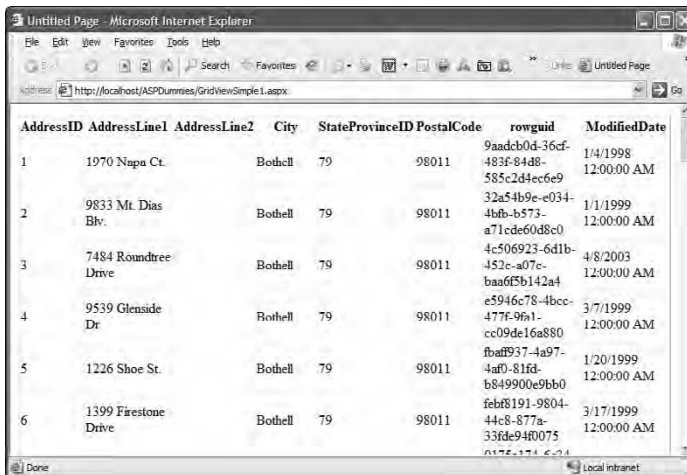 Untitled Page - Microsoft Internet Explorer
File Edit View Favorites Tools Help
Back Search Favorites Links Untitled Page
Address http://localhost/ASPDummies/GridViewSimple1.aspx Go
AddressID AddressLine1 AddressLine2 City StateProvinceID PostalCode rowguid ModifiedDate
1 1970 Napa Ct. Bothell 79 98011 9aadcb0d-36cf-483f-84d8-585c2d4ec6e9 1/4/1998 12:00:00 AM
2 9833 Mt. Dias Blv. Bothell 79 98011 32a54b9e-e034-4bfb-b573-a71cde60d8c0 1/1/1999 12:00:00 AM
3 7484 Roundtree Drive Bothell 79 98011 4c506923-6d1b-452c-a07c-baa6f5b142a4 4/8/2003 12:00:00 AM
4 9539 Glenside Dr Bothell 79 98011 e5946c78-4bcc-477f-9fa1-cc09de16a880 3/7/1999 12:00:00 AM
5 1226 Shoe St. Bothell 79 98011 fbaff937-4a97-4af0-81fd-b849900e9bb0 1/20/1999 12:00:00 AM
6 1399 Firestone Drive Bothell 79 98011 febf8191-9804-44c8-877a-33fde94f0075 3/17/1999 12:00:00 AM
Done Local intranet